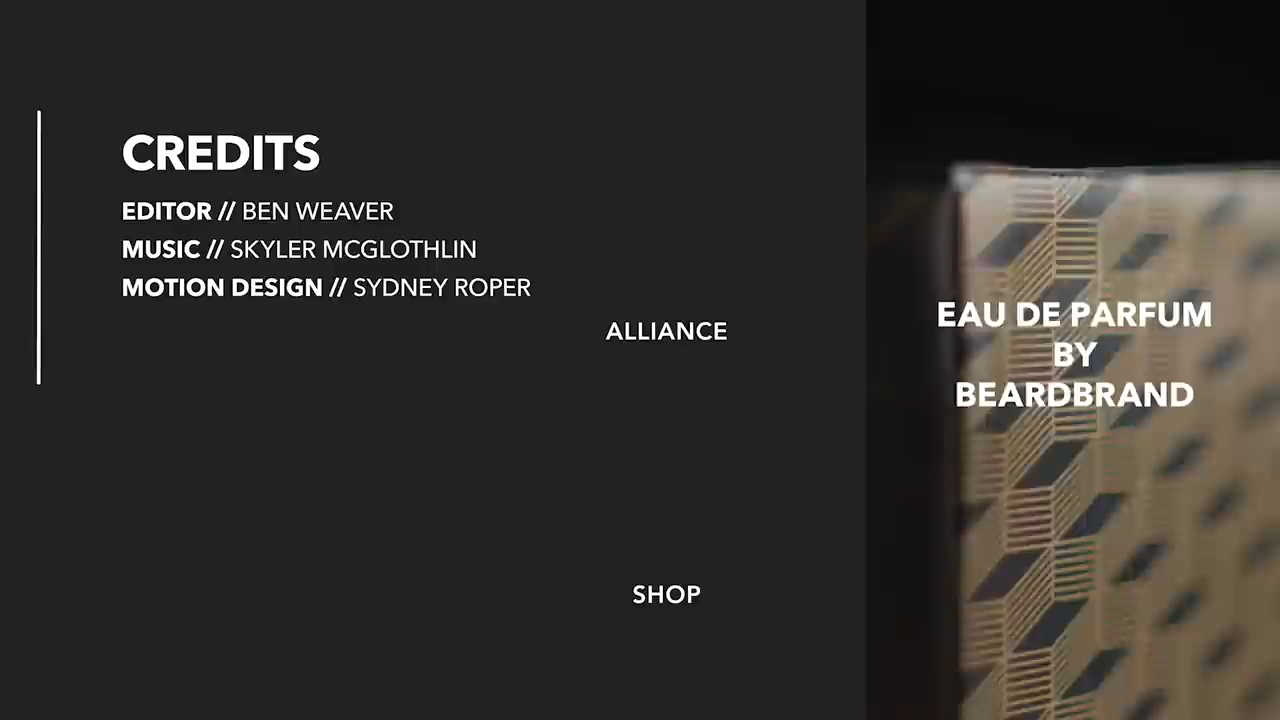 CREDITS
EDITOR // BEN WEAVER
MUSIC // SKYLER MCGLOTHLIN
MOTION DESIGN // SYDNEY ROPER
ALLIANCE
SHOP
EAU DE PARFUM
BY
BEARDBRAND